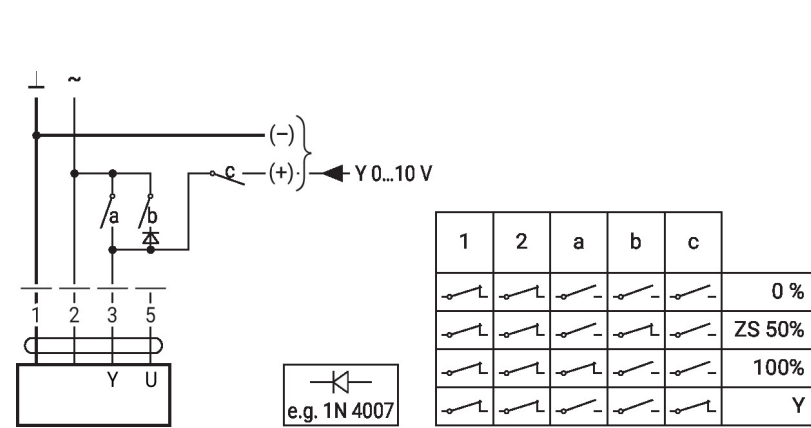 ⊥ ~
(–)
c (+) Y 0...10 V
a b
1 2 3 5
Y U
e.g. 1N 4007
1 2 a b c
0 %
ZS 50%
100%
Y